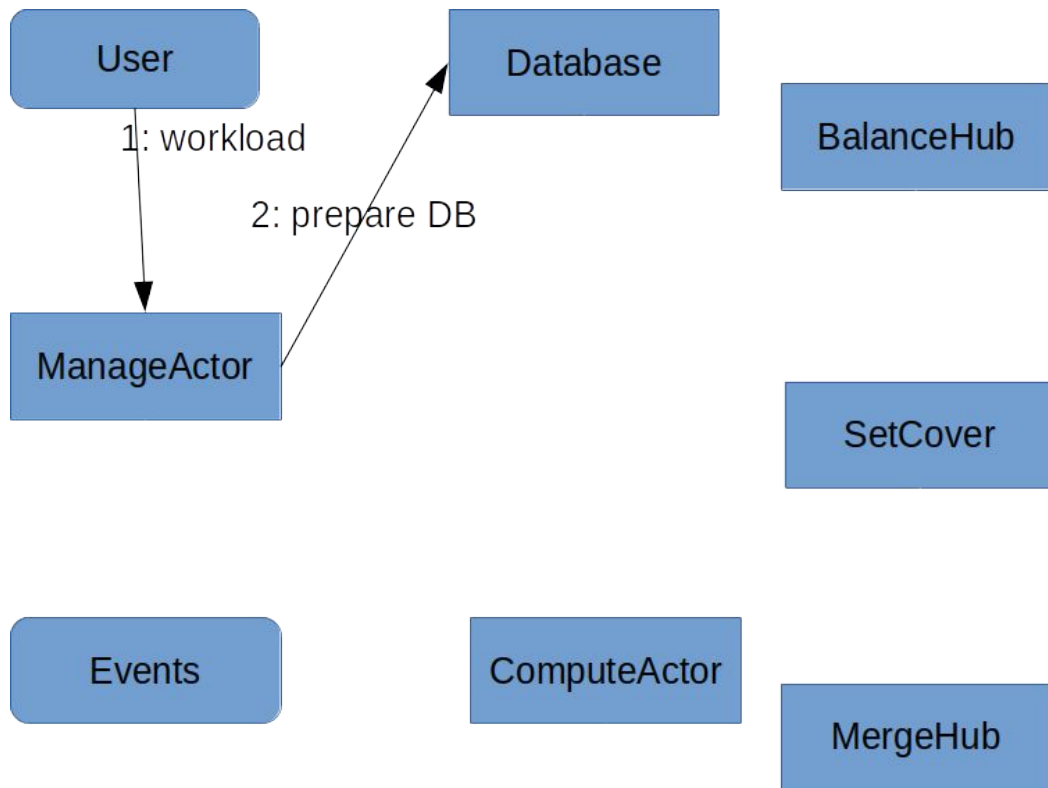 User
Database
BalanceHub
1: workload
2: prepare DB
ManageActor
SetCover
Events
ComputeActor
MergeHub